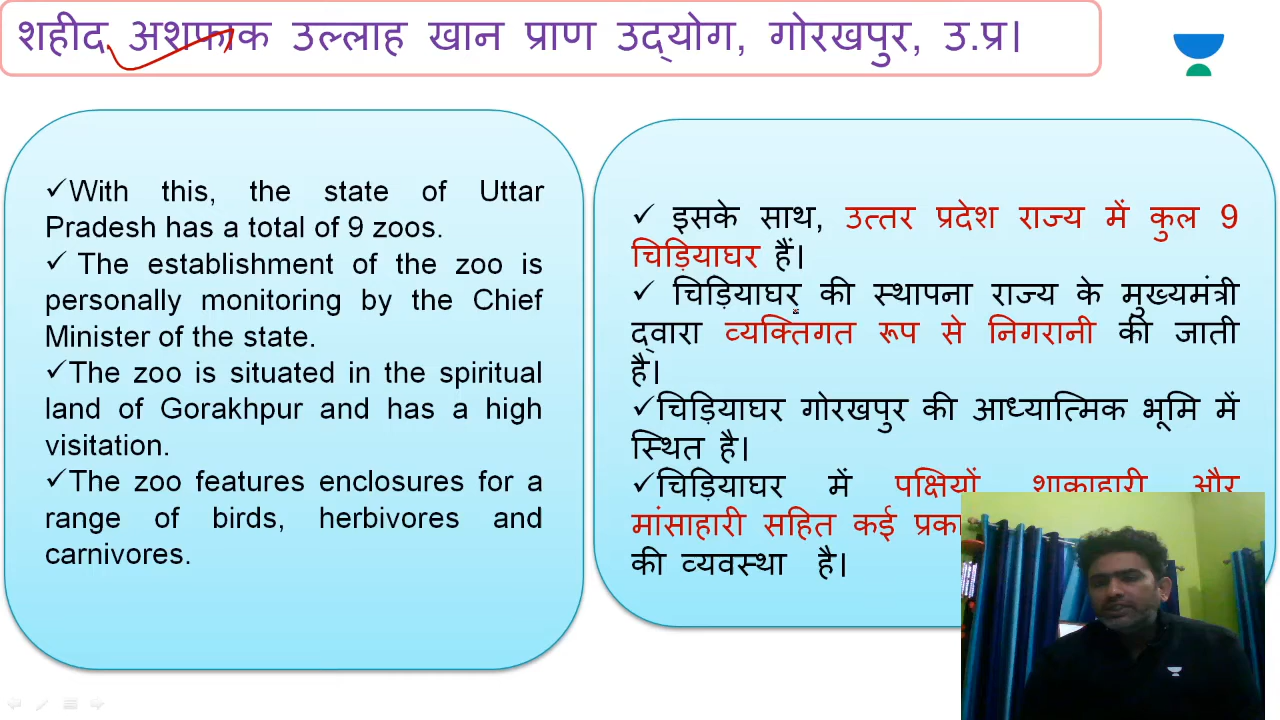 शहीद अशफाक उल्लाह खान प्राण उद्योग, गोरखपुर, उ.प्र।
✓With this, the state of Uttar
Pradesh has a total of 9 zoos.
✓ The establishment of the zoo is
personally monitoring by the Chief
Minister of the state.
✓The zoo is situated in the spiritual
land of Gorakhpur and has a high
visitation.
✓The zoo features enclosures for a
range of birds, herbivores and
carnivores.
✓ इसके साथ, उत्तर प्रदेश राज्य में कुल 9
चिड़ियाघर हैं।
✓ चिड़ियाघर की स्थापना राज्य के मुख्यमंत्री
द्वारा व्यक्तिगत रूप से निगरानी की जाती
है।
✓चिड़ियाघर गोरखपुर की आध्यात्मिक भूमि में
स्थित है।
✓चिड़ियाघर में पक्षियों शाकाहारी और
मांसाहारी सहित कई
की व्यवस्था है।